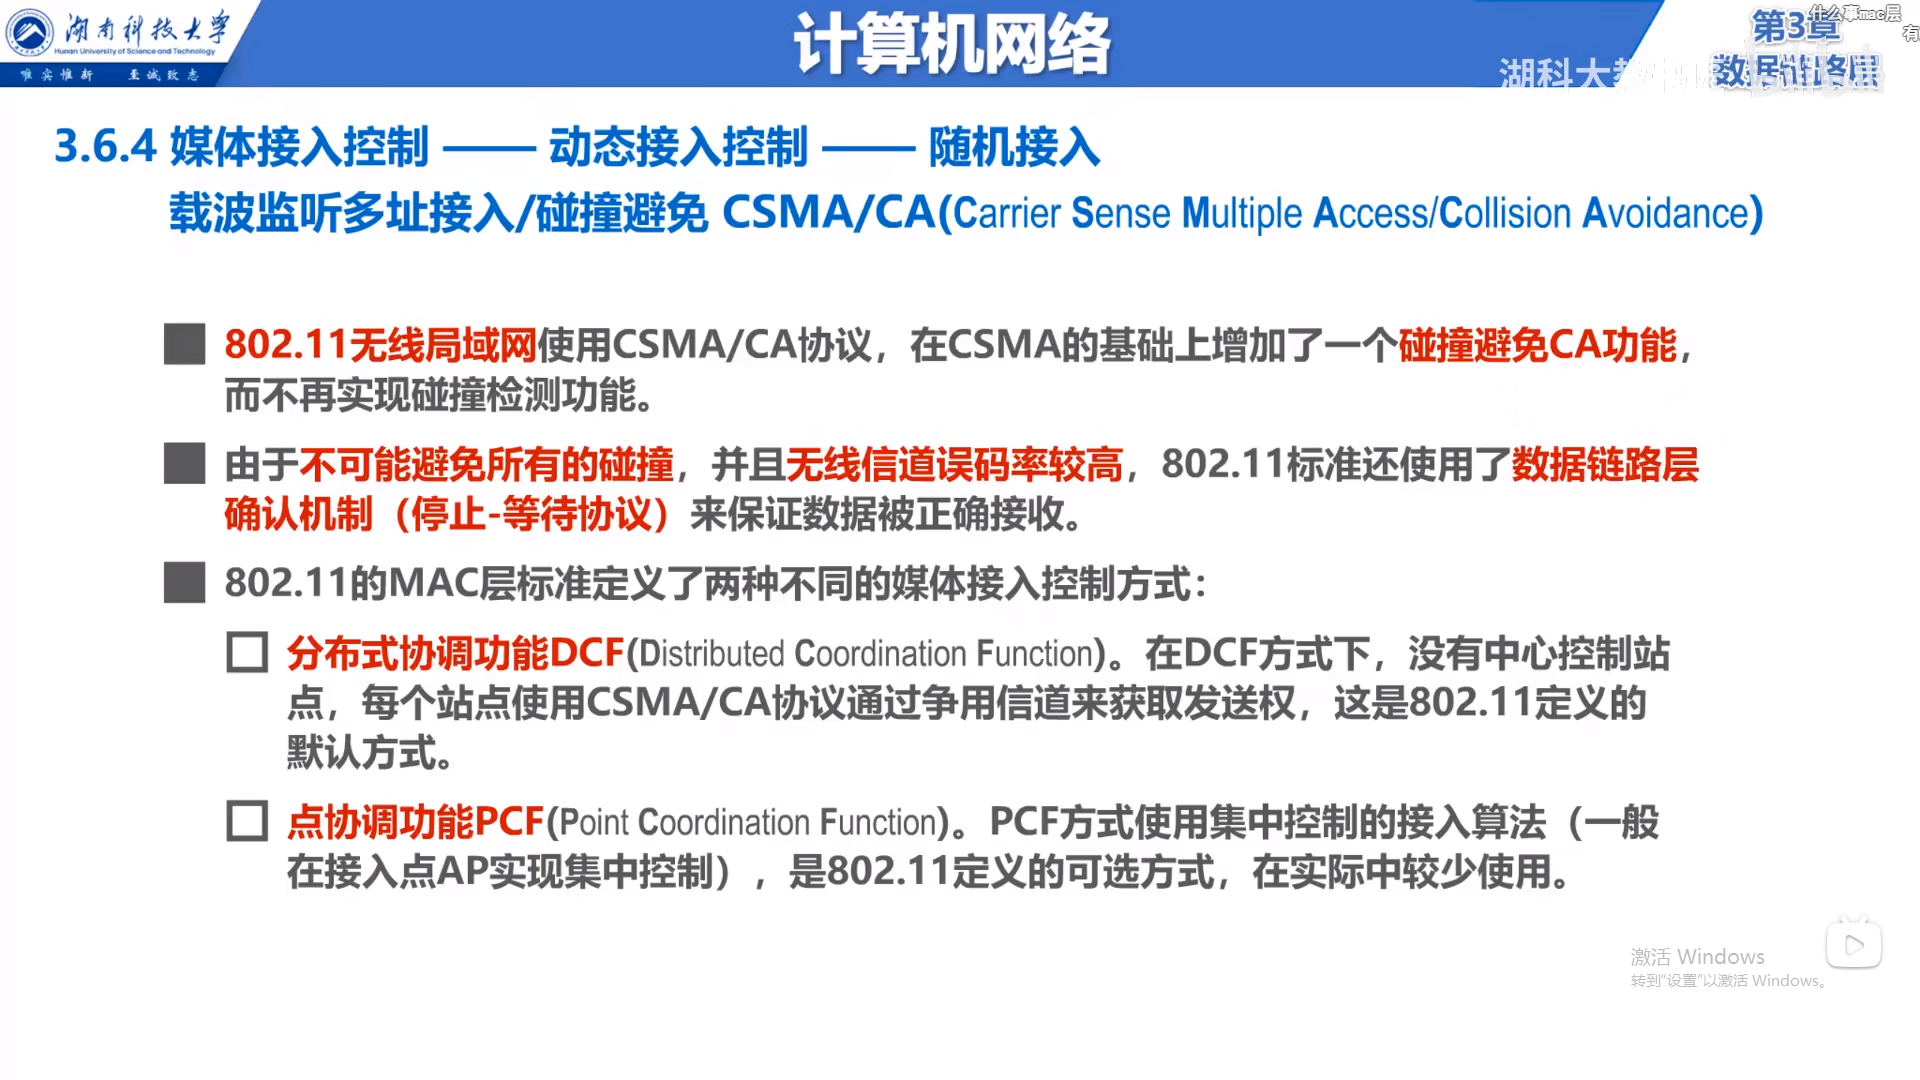 湖南科技大学
Hunan University of Science and Technology
唯实惟新 至诚致志
计算机网络
什么事mac层
第3章
有
湖科大教书匠
数据链路层
3.6.4 媒体接入控制 —— 动态接入控制 —— 随机接入
载波监听多址接入/碰撞避免 CSMA/CA(Carrier Sense Multiple Access/Collision Avoidance)
802.11无线局域网使用CSMA/CA协议，在CSMA的基础上增加了一个碰撞避免CA功能，
而不再实现碰撞检测功能。
由于不可能避免所有的碰撞，并且无线信道误码率较高，802.11标准还使用了数据链路层
确认机制（停止-等待协议）来保证数据被正确接收。
802.11的MAC层标准定义了两种不同的媒体接入控制方式：
分布式协调功能DCF(Distributed Coordination Function)。在DCF方式下，没有中心控制站
点，每个站点使用CSMA/CA协议通过争用信道来获取发送权，这是802.11定义的
默认方式。
点协调功能PCF(Point Coordination Function)。PCF方式使用集中控制的接入算法（一般
在接入点AP实现集中控制），是802.11定义的可选方式，在实际中较少使用。
激活 Windows
转到“设置”以激活 Windows。